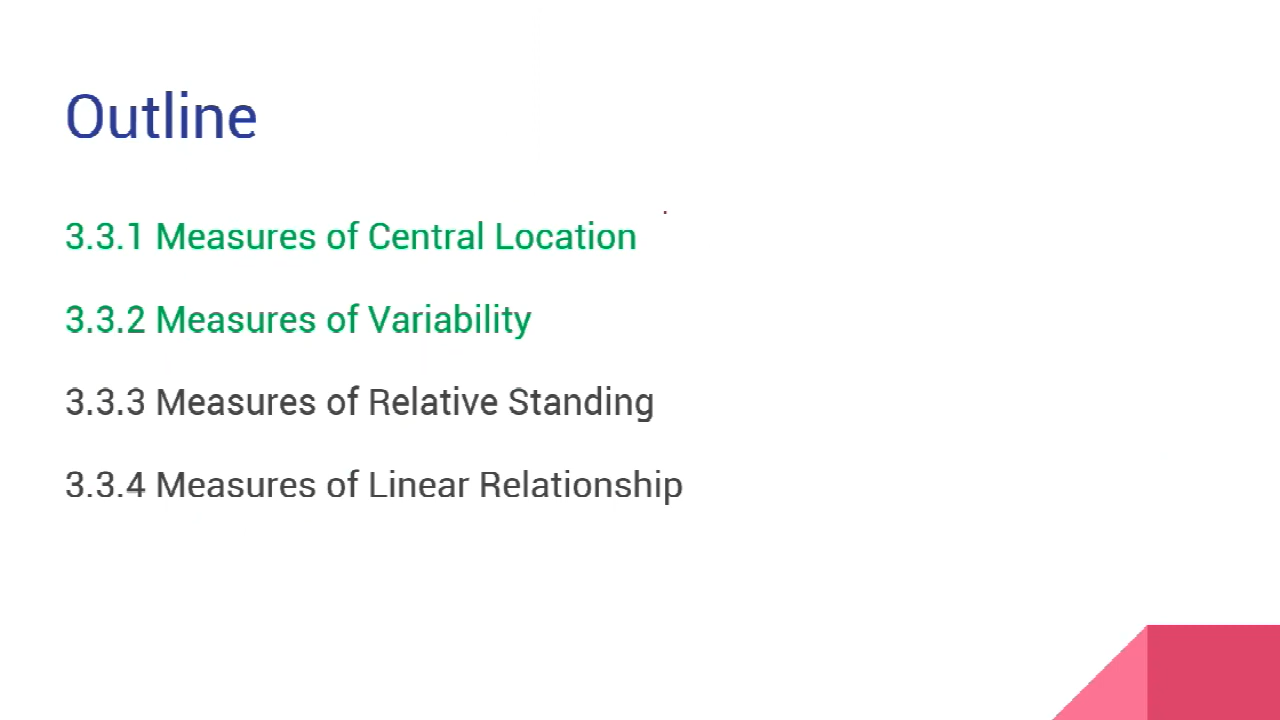 Outline
3.3.1 Measures of Central Location
3.3.2 Measures of Variability
3.3.3 Measures of Relative Standing
3.3.4 Measures of Linear Relationship